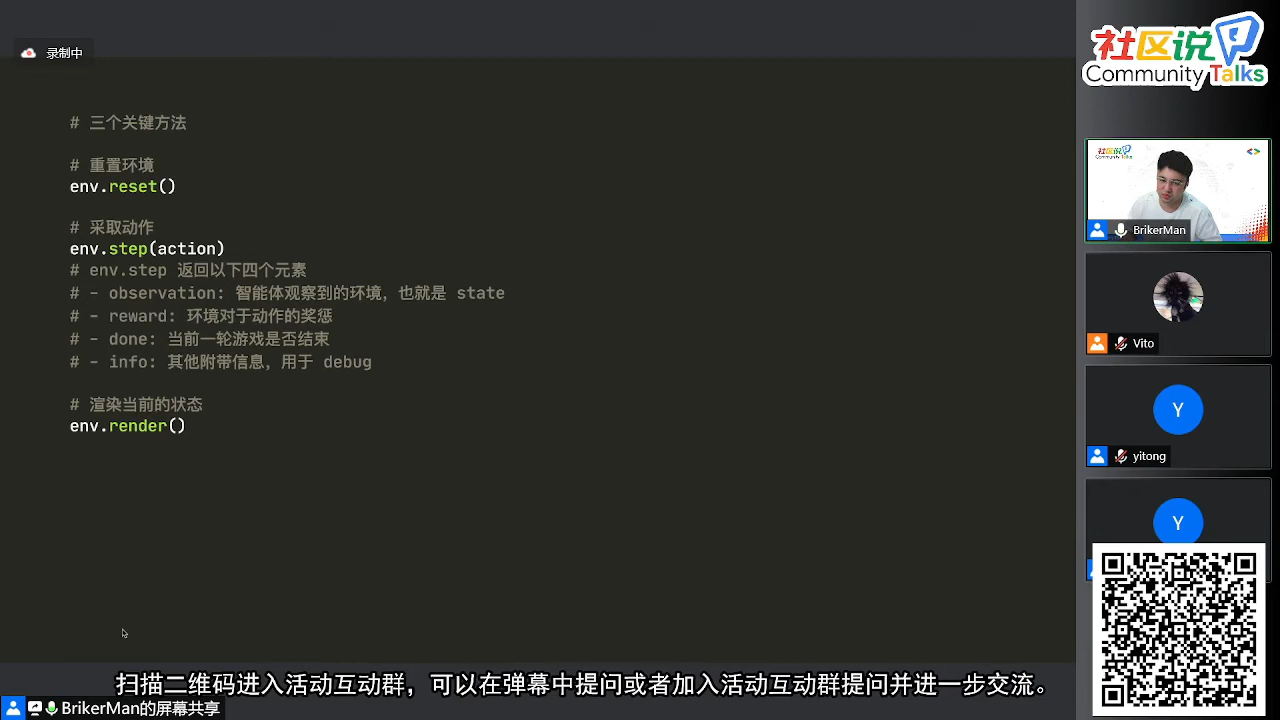 录制中
# 三个关键方法
# 重置环境
env.reset()
# 采取动作
env.step(action)
# env.step 返回以下四个元素
# - observation: 智能体观察到的环境，也就是 state
# - reward: 环境对于动作的奖惩
# - done: 当前一轮游戏是否结束
# - info: 其他附带信息，用于 debug
# 渲染当前的状态
env.render()
扫描二维码进入活动互动群，可以在弹幕中提问或者加入活动互动群提问并进一步交流。
BrikerMan的屏幕共享
社区说
Community Talks
社区说
Community Talks
BrikerMan
Vito
Y
yitong
Y